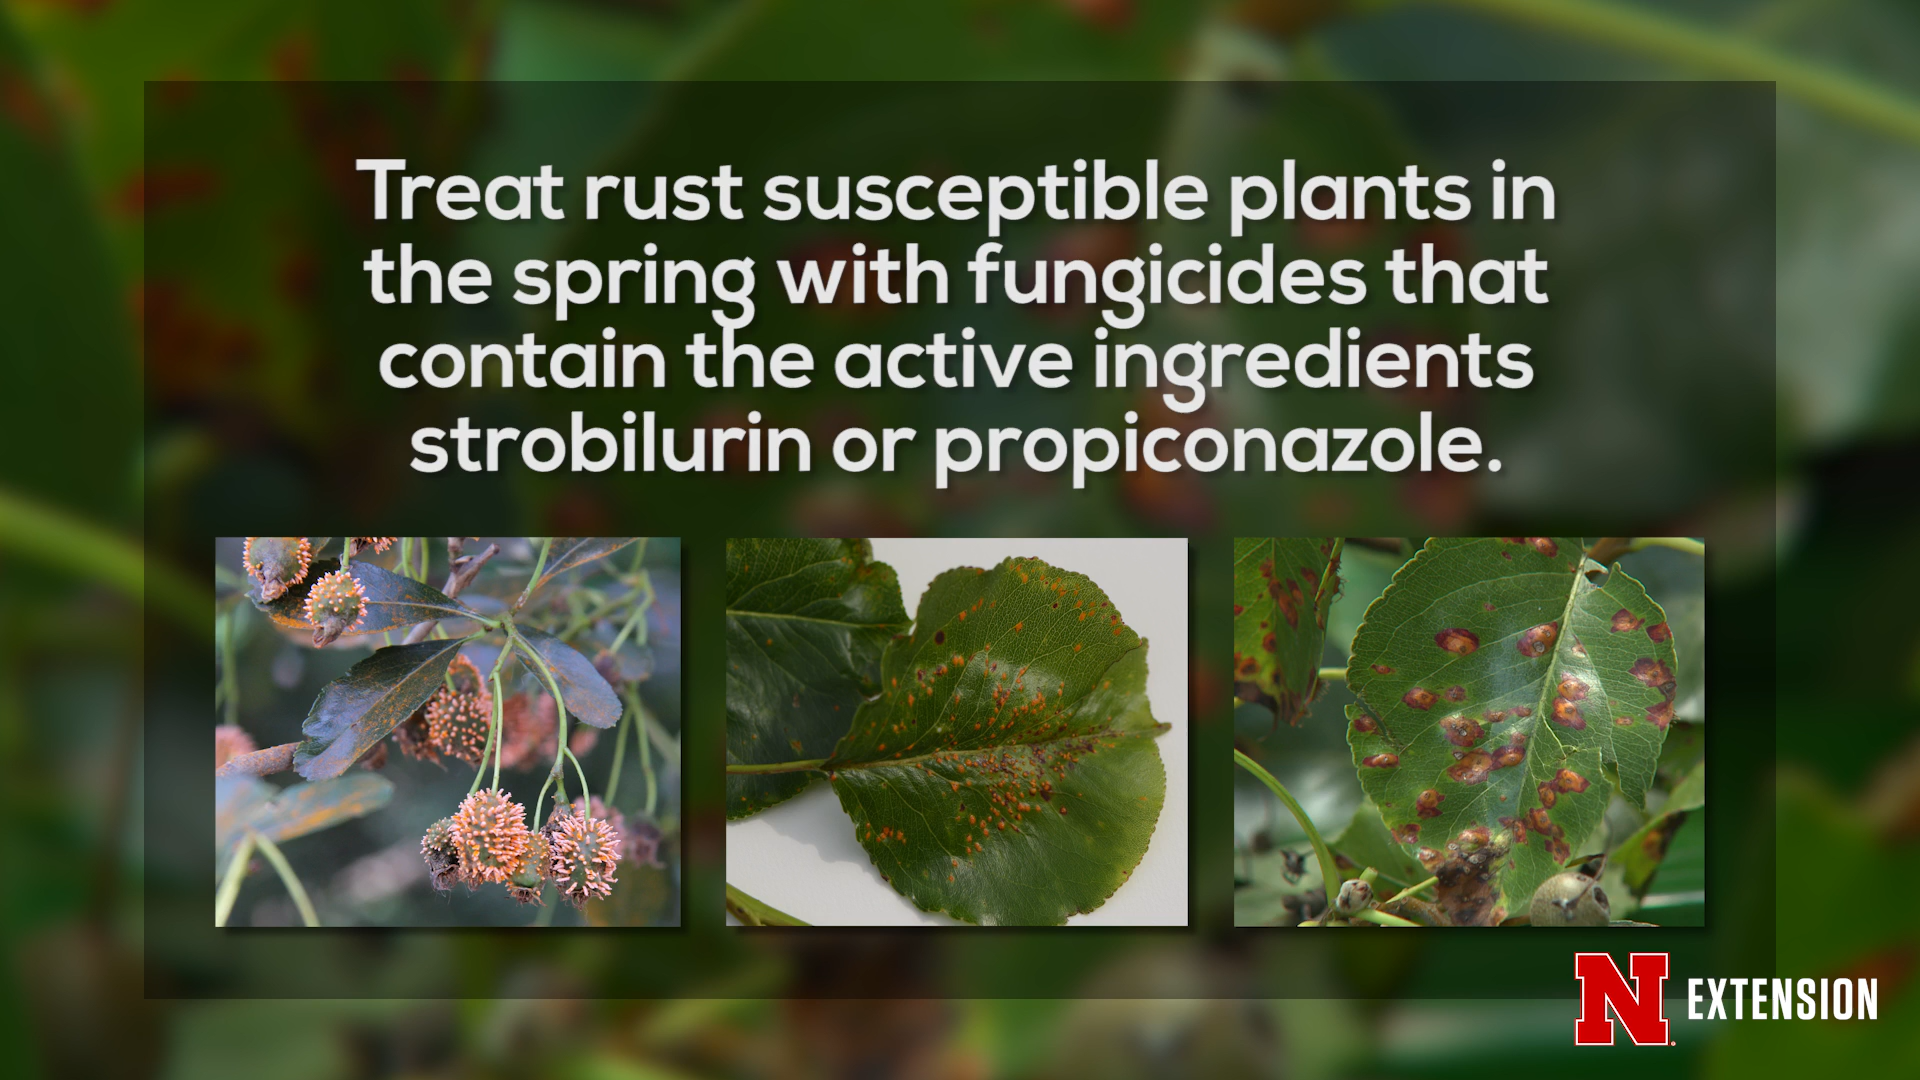 Treat rust susceptible plants in
the spring with fungicides that
contain the active ingredients
strobilurin or propiconazole.
N EXTENSION